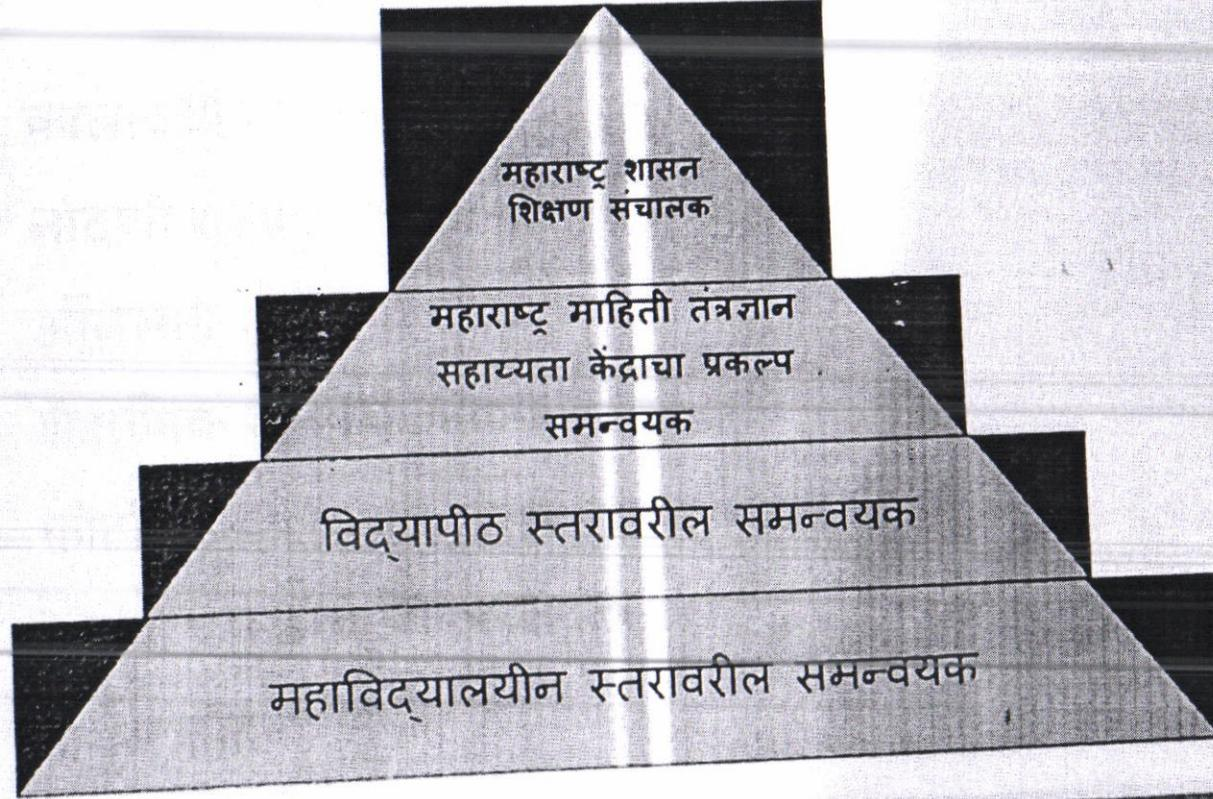 महाराष्ट्र शासन
शिक्षण संचालक
महाराष्ट्र माहिती तंत्रज्ञान
सहाय्यता केंद्राचा प्रकल्प
समन्वयक
विद्यापीठ स्तरावरील समन्वयक
महाविद्यालयीन स्तरावरील समन्वयक